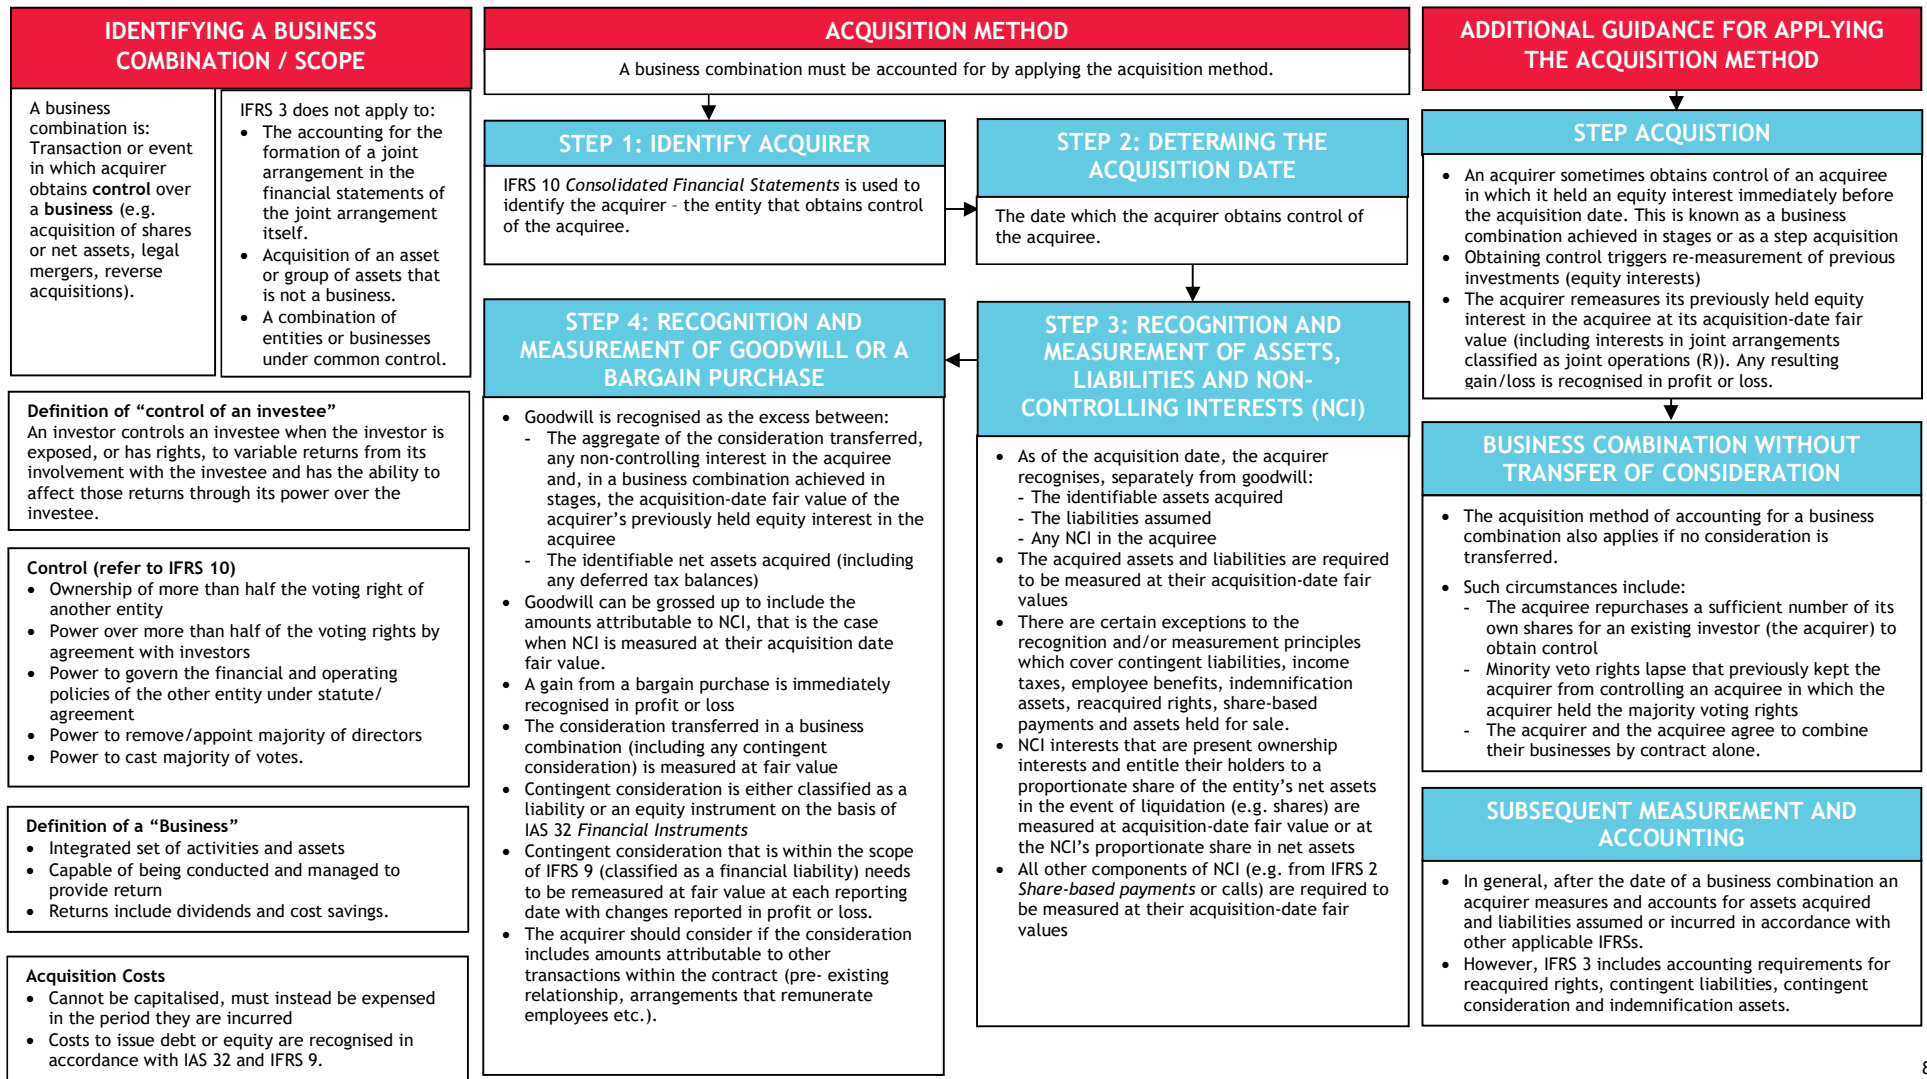 IDENTIFYING A BUSINESS
COMBINATION / SCOPE
A business
combination is:
Transaction or event
in which acquirer
obtains control over
a business (e.g.
acquisition of shares
or net assets, legal
mergers, reverse
acquisitions).
IFRS 3 does not apply to:
• The accounting for the
formation of a joint
arrangement in the
financial statements of
the joint arrangement
itself.
• Acquisition of an asset
or group of assets that
is not a business.
• A combination of
entities or businesses
under common control.
Definition of “control of an investee”
An investor controls an investee when the investor is
exposed, or has rights, to variable returns from its
involvement with the investee and has the ability to
affect those returns through its power over the
investee.
Control (refer to IFRS 10)
• Ownership of more than half the voting right of
another entity
• Power over more than half of the voting rights by
agreement with investors
• Power to govern the financial and operating
policies of the other entity under statute/
agreement
• Power to remove/appoint majority of directors
• Power to cast majority of votes.
Definition of a “Business”
• Integrated set of activities and assets
• Capable of being conducted and managed to
provide return
• Returns include dividends and cost savings.
Acquisition Costs
• Cannot be capitalised, must instead be expensed
in the period they are incurred
• Costs to issue debt or equity are recognised in
accordance with IAS 32 and IFRS 9.
ACQUISITION METHOD
A business combination must be accounted for by applying the acquisition method.
STEP 1: IDENTIFY ACQUIRER
IFRS 10 Consolidated Financial Statements is used to
identify the acquirer – the entity that obtains control
of the acquiree.
STEP 2: DETERMING THE
ACQUISITION DATE
The date which the acquirer obtains control of
the acquiree.
STEP 4: RECOGNITION AND
MEASUREMENT OF GOODWILL OR A
BARGAIN PURCHASE
• Goodwill is recognised as the excess between:
- The aggregate of the consideration transferred,
any non-controlling interest in the acquiree
and, in a business combination achieved in
stages, the acquisition-date fair value of the
acquirer’s previously held equity interest in the
acquiree
- The identifiable net assets acquired (including
any deferred tax balances)
• Goodwill can be grossed up to include the
amounts attributable to NCI, that is the case
when NCI is measured at their acquisition date
fair value.
• A gain from a bargain purchase is immediately
recognised in profit or loss
• The consideration transferred in a business
combination (including any contingent
consideration) is measured at fair value
• Contingent consideration is either classified as a
liability or an equity instrument on the basis of
IAS 32 Financial Instruments
• Contingent consideration that is within the scope
of IFRS 9 (classified as a financial liability) needs
to be remeasured at fair value at each reporting
date with changes reported in profit or loss.
• The acquirer should consider if the consideration
includes amounts attributable to other
transactions within the contract (pre- existing
relationship, arrangements that remunerate
employees etc.).
STEP 3: RECOGNITION AND
MEASUREMENT OF ASSETS,
LIABILITIES AND NON-
CONTROLLING INTERESTS (NCI)
• As of the acquisition date, the acquirer
recognises, separately from goodwill:
- The identifiable assets acquired
- The liabilities assumed
- Any NCI in the acquiree
• The acquired assets and liabilities are required
to be measured at their acquisition-date fair
values
• There are certain exceptions to the
recognition and/or measurement principles
which cover contingent liabilities, income
taxes, employee benefits, indemnification
assets, reacquired rights, share-based
payments and assets held for sale.
• NCI interests that are present ownership
interests and entitle their holders to a
proportionate share of the entity’s net assets
in the event of liquidation (e.g. shares) are
measured at acquisition-date fair value or at
the NCI’s proportionate share in net assets
• All other components of NCI (e.g. from IFRS 2
Share-based payments or calls) are required to
be measured at their acquisition-date fair
values
ADDITIONAL GUIDANCE FOR APPLYING
THE ACQUISITION METHOD
STEP ACQUISTION
• An acquirer sometimes obtains control of an acquiree
in which it held an equity interest immediately before
the acquisition date. This is known as a business
combination achieved in stages or as a step acquisition
• Obtaining control triggers re-measurement of previous
investments (equity interests)
• The acquirer remeasures its previously held equity
interest in the acquiree at its acquisition-date fair
value (including interests in joint arrangements
classified as joint operations (R)). Any resulting
gain/loss is recognised in profit or loss.
BUSINESS COMBINATION WITHOUT
TRANSFER OF CONSIDERATION
• The acquisition method of accounting for a business
combination also applies if no consideration is
transferred.
• Such circumstances include:
- The acquiree repurchases a sufficient number of its
own shares for an existing investor (the acquirer) to
obtain control
- Minority veto rights lapse that previously kept the
acquirer from controlling an acquiree in which the
acquirer held the majority voting rights
- The acquirer and the acquiree agree to combine
their businesses by contract alone.
SUBSEQUENT MEASUREMENT AND
ACCOUNTING
• In general, after the date of a business combination an
acquirer measures and accounts for assets acquired
and liabilities assumed or incurred in accordance with
other applicable IFRSs.
• However, IFRS 3 includes accounting requirements for
reacquired rights, contingent liabilities, contingent
consideration and indemnification assets.